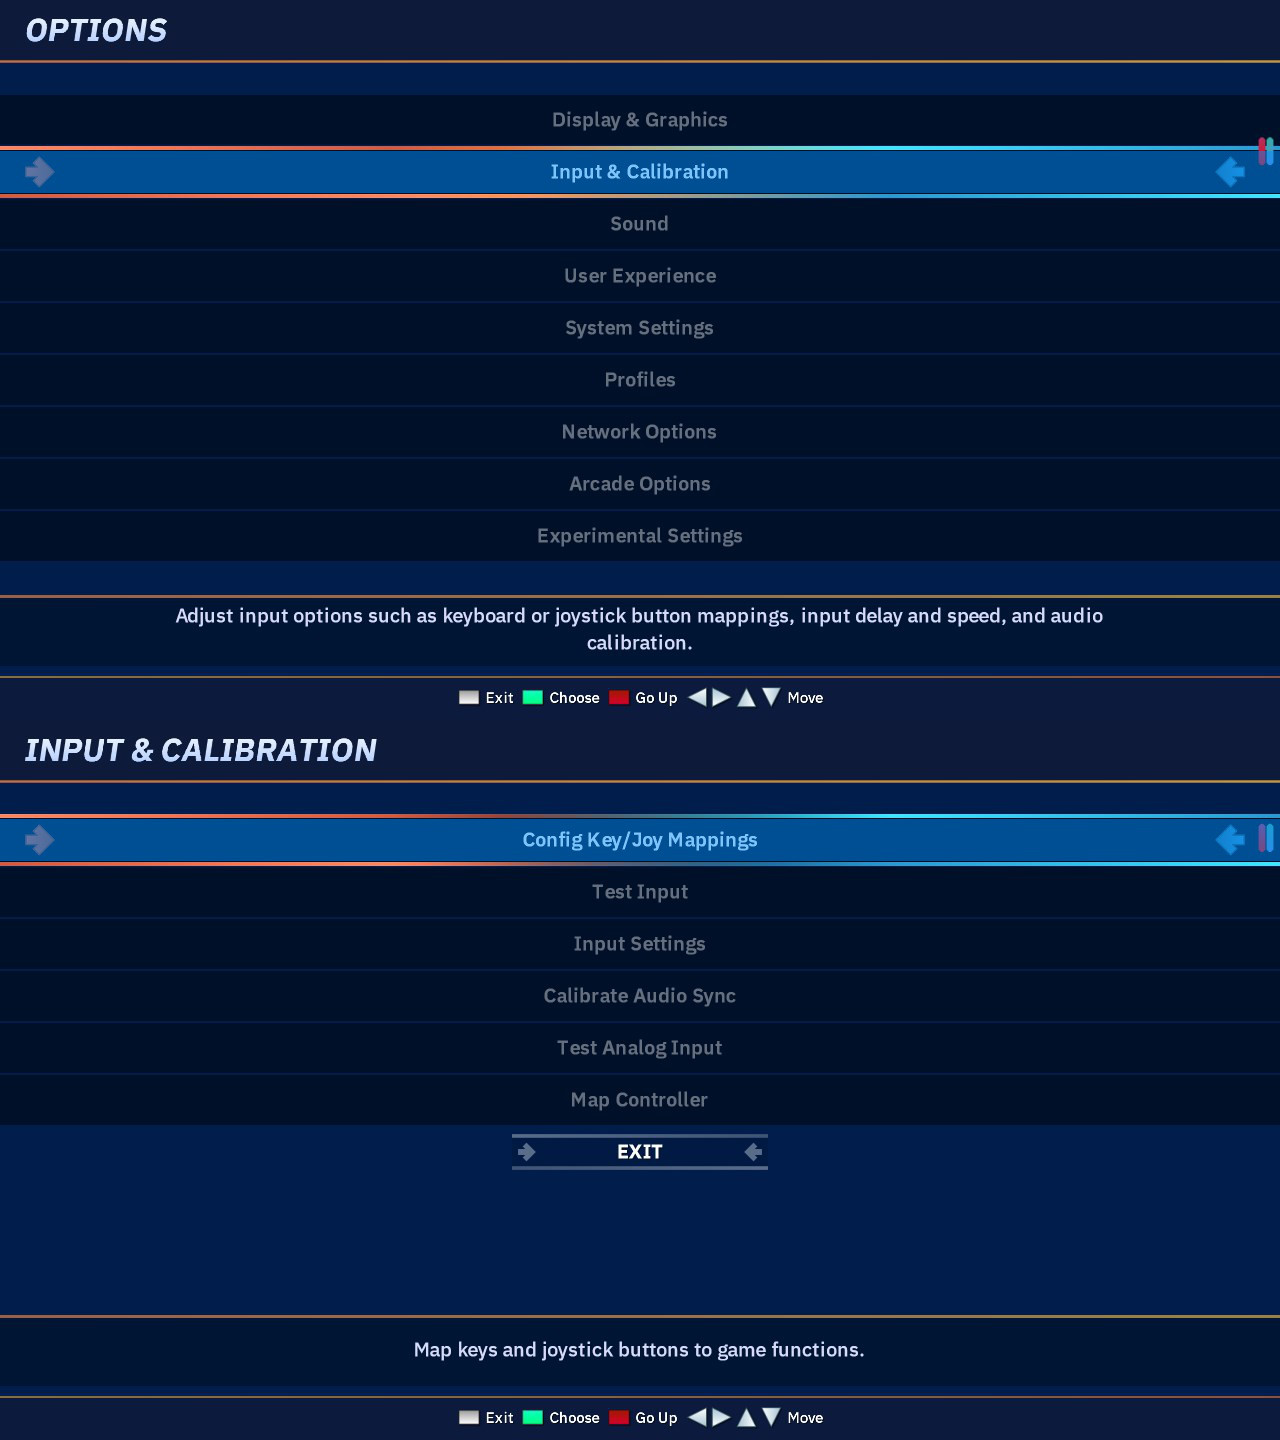 OPTIONS
Display & Graphics
Input & Calibration
Sound
User Experience
System Settings
Profiles
Network Options
Arcade Options
Experimental Settings
Adjust input options such as keyboard or joystick button mappings, input delay and speed, and audio
calibration.
Exit Choose Go Up Move
INPUT & CALIBRATION
Config Key/Joy Mappings
Test Input
Input Settings
Calibrate Audio Sync
Test Analog Input
Map Controller
EXIT
Map keys and joystick buttons to game functions.
Exit Choose Go Up Move